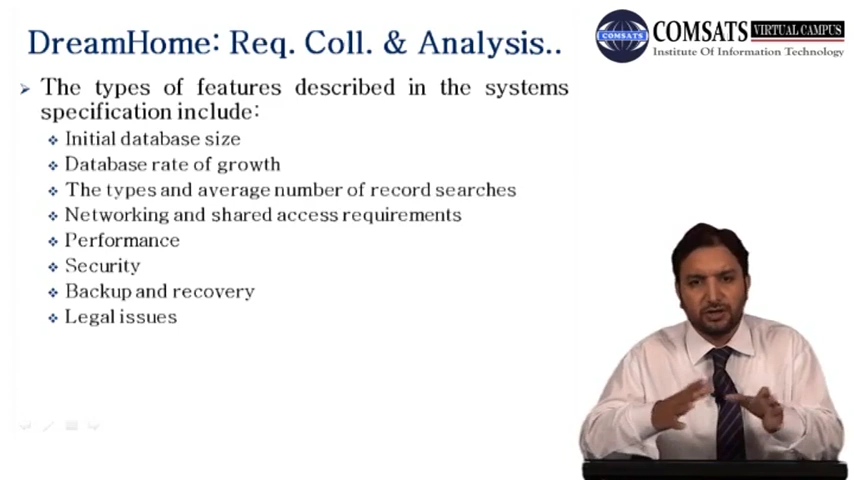 DreamHome: Req. Coll. & Analysis..
COMSATS VIRTUAL CAMPUS
COMSATS
Institute Of Information Technology
➢ The types of features described in the systems
specification include:
❖ Initial database size
❖ Database rate of growth
❖ The types and average number of record searches
❖ Networking and shared access requirements
❖ Performance
❖ Security
❖ Backup and recovery
❖ Legal issues